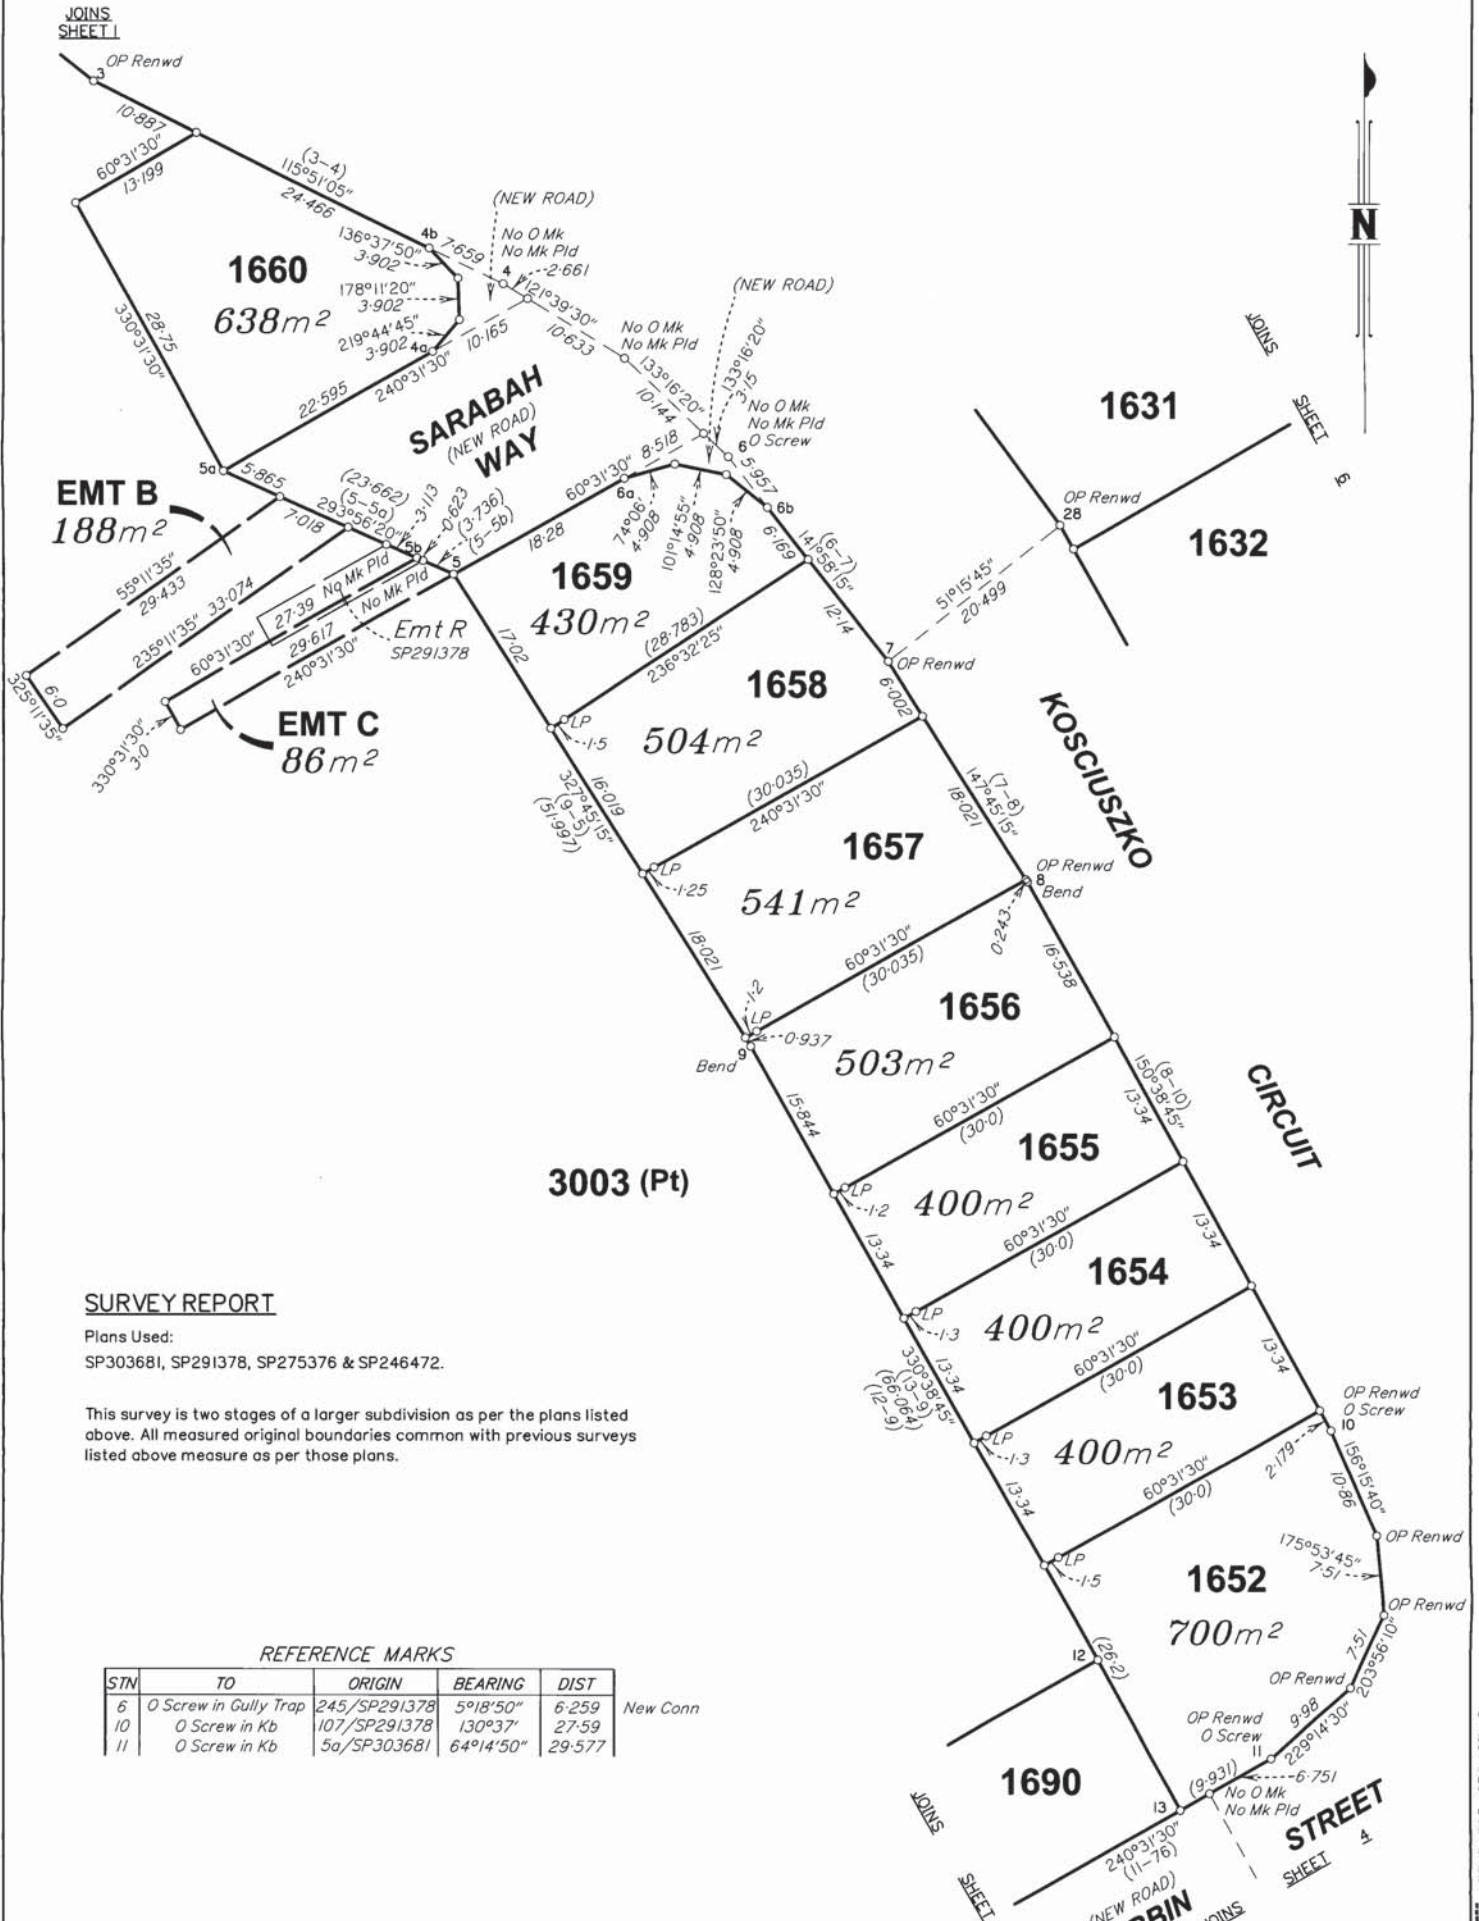 JOINS
SHEET 1
3
OP Renwd
10·887
60°31'30"
13·199
(3–4)
115°51'05"
24·466
(NEW ROAD)
4b
7·659
No O Mk
No Mk Pld
4
2·661
136°37'50"
3·902
178°11'20"
3·902
219°44'45"
3·902
4a
1660
638m²
28·75
330°31'30"
10·165
121°39'30"
10·633
(NEW ROAD)
No O Mk
No Mk Pld
133°16'20"
10·144
133°16'20"
3·15
No O Mk
No Mk Pld
O Screw
6
22·595
240°31'30"
SARABAH
(NEW ROAD)
WAY
N
JOINS
SHEET
6
1631
1632
OP Renwd
28
51°15'45"
20·499
5a
5·865
7·018
(23·662)
(5–5a)
293°56'20"
3·113
0·623
(3·736)
(5–5b)
5b
5
EMT B
188m²
55°11'35"
29·433
235°11'35" 33·074
27·39 No Mk Pld
60°31'30"
29·617 No Mk Pld
240°31'30"
Emt R
SP291378
6·0
325°11'35"
330°31'30"
3·0
EMT C
86m²
60°31'30"
8·518
18·28
6a
74°06'
4·908
101°14'55"
4·908
128°23'50"
4·908
5·957
6b
6·169
(6–7)
141°58'15"
12·14
1659
430m²
17·02
(28·783)
236°32'25"
7
OP Renwd
6·002
1658
504m²
LP
1·5
16·019
327°45'15"
(9–5)
(51·997)
(30·035)
240°31'30"
(7–8)
147°45'15"
18·021
KOSCIUSZKO
CIRCUIT
1657
541m²
LP
1·25
18·021
60°31'30"
(30·035)
OP Renwd
8
Bend
0·243
1·2
LP
0·937
9
Bend
1656
503m²
16·538
15·844
60°31'30"
(30·0)
(8–10)
150°38'45"
13·34
1655
400m²
LP
1·2
13·34
60°31'30"
(30·0)
13·34
3003 (Pt)
1654
400m²
LP
1·3
13·34
330°38'45"
(13–9)
(66·064)
(12–9)
60°31'30"
(30·0)
13·34
1653
400m²
LP
1·3
13·34
60°31'30"
(30·0)
2·179
OP Renwd
O Screw
10
156°15'40"
10·86
OP Renwd
175°53'45"
7·51
OP Renwd
7·51
203°56'10"
OP Renwd
1652
700m²
LP
1·5
12
(26·2)
9·98
229°14'30"
OP Renwd
O Screw
11
6·751
(9·931)
No O Mk
No Mk Pld
13
1690
240°31'30"
(11–76)
(NEW ROAD)
STREET
SHEET
4
JOINS
SHEET
JOINS
SURVEY REPORT
Plans Used:
SP303681, SP291378, SP275376 & SP246472.
This survey is two stages of a larger subdivision as per the plans listed
above. All measured original boundaries common with previous surveys
listed above measure as per those plans.
REFERENCE MARKS
STN TO ORIGIN BEARING DIST
6 O Screw in Gully Trap 245/SP291378 5°18'50" 6·259 New Conn
10 O Screw in Kb 107/SP291378 130°37' 27·59
11 O Screw in Kb 5a/SP303681 64°14'50" 29·577